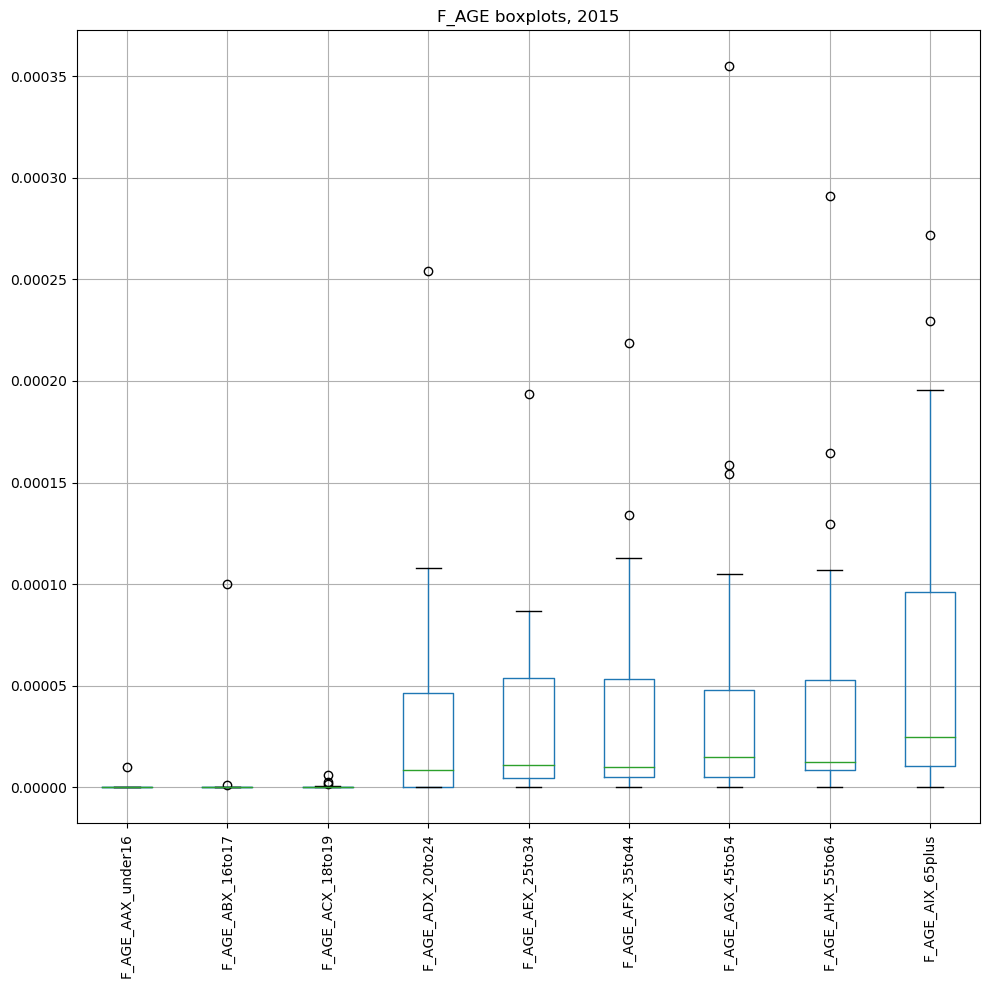 F_AGE boxplots, 2015
0.00035
0.00030
0.00025
0.00020
0.00015
0.00010
0.00005
0.00000
F_AGE_AAX_under16
F_AGE_ABX_16to17
F_AGE_ACX_18to19
F_AGE_ADX_20to24
F_AGE_AEX_25to34
F_AGE_AFX_35to44
F_AGE_AGX_45to54
F_AGE_AHX_55to64
F_AGE_AIX_65plus